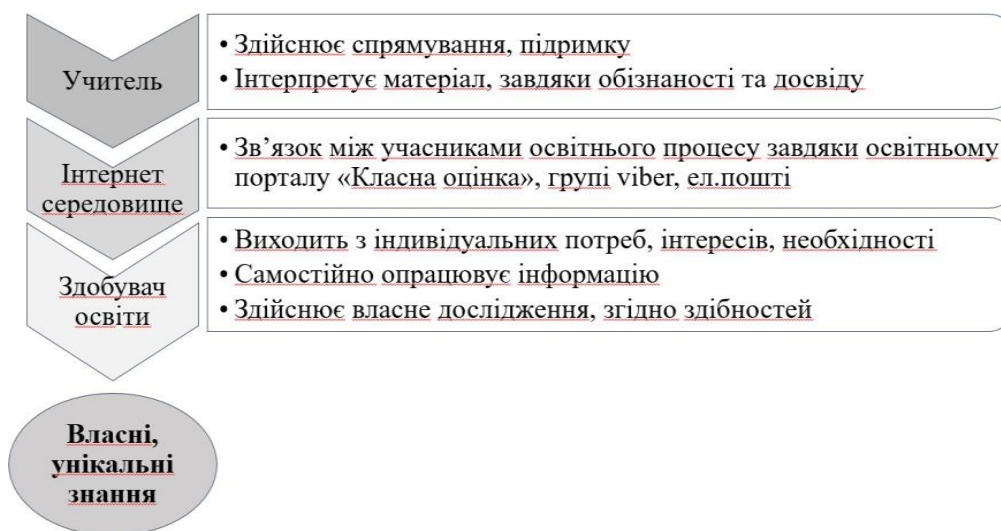 Учитель
• Здійснює спрямування, підримку
• Інтерпретує матеріал, завдяки обізнаності та досвіду
Інтернет
середовище
• Зв’язок між учасниками освітнього процесу завдяки освітньому
порталу «Класна оцінка», групі viber, ел.пошті
Здобувач
освіти
• Виходить з індивідуальних потреб, інтересів, необхідності
• Самостійно опрацьовує інформацію
• Здійснює власне дослідження, згідно здібностей
Власні,
унікальні
знання